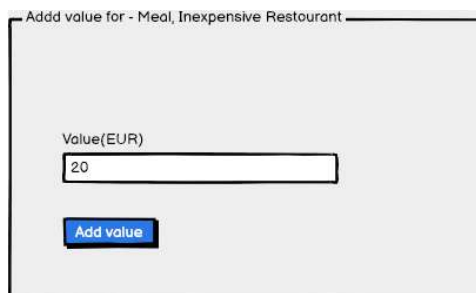 Addd value for - Meal, Inexpensive Restourant
Value(EUR)
20
Add value